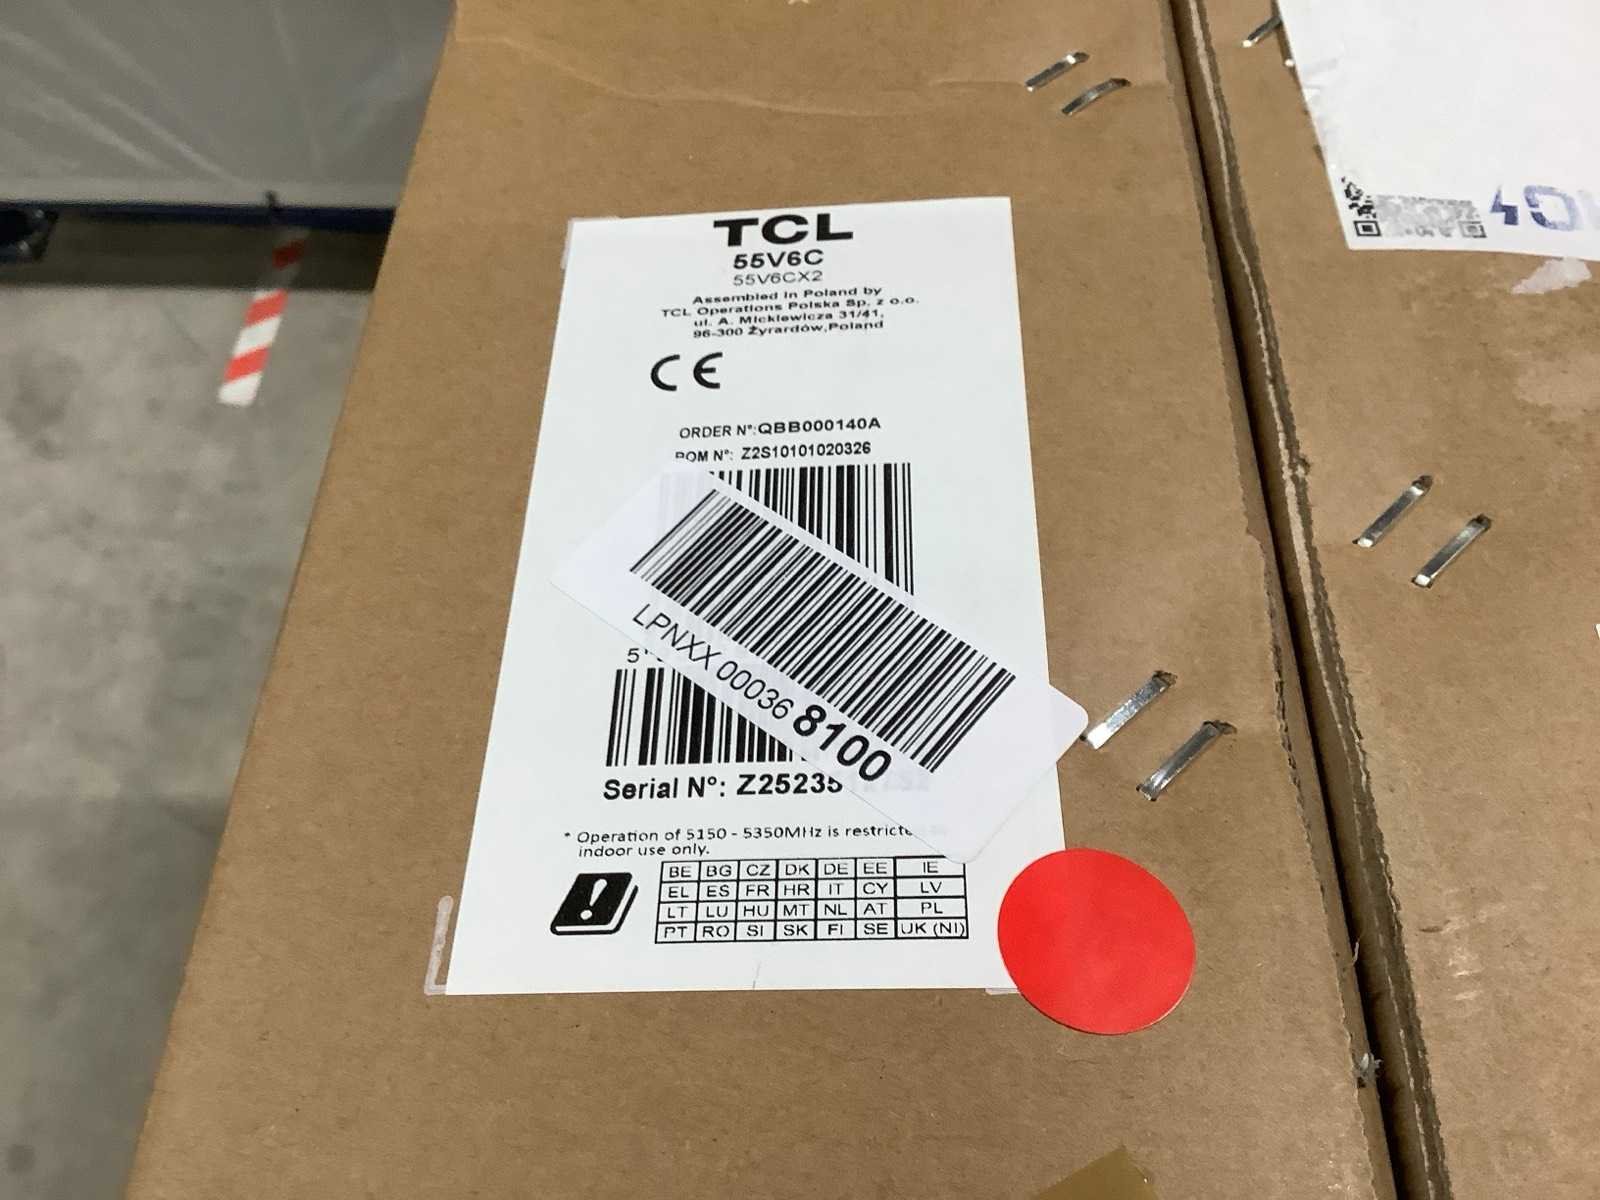 TCL
55V6C
55V6CX2
Assembled in Poland by
TCL Operations Polska Sp. z o.o.
ul. A. Mickiewicza 31/41,
96-300 Żyrardów,Poland
CE
ORDER N°:QBB000140A
ROM N°: Z2S10101020326
LPNXX 00036 8100
5
Serial N°: Z25235
* Operation of 5150 - 5350MHz is restricte
indoor use only.
BE BG CZ DK DE EE IE
EL ES FR HR IT CY LV
LT LU HU MT NL AT PL
PT RO SI SK FI SE UK (NI)